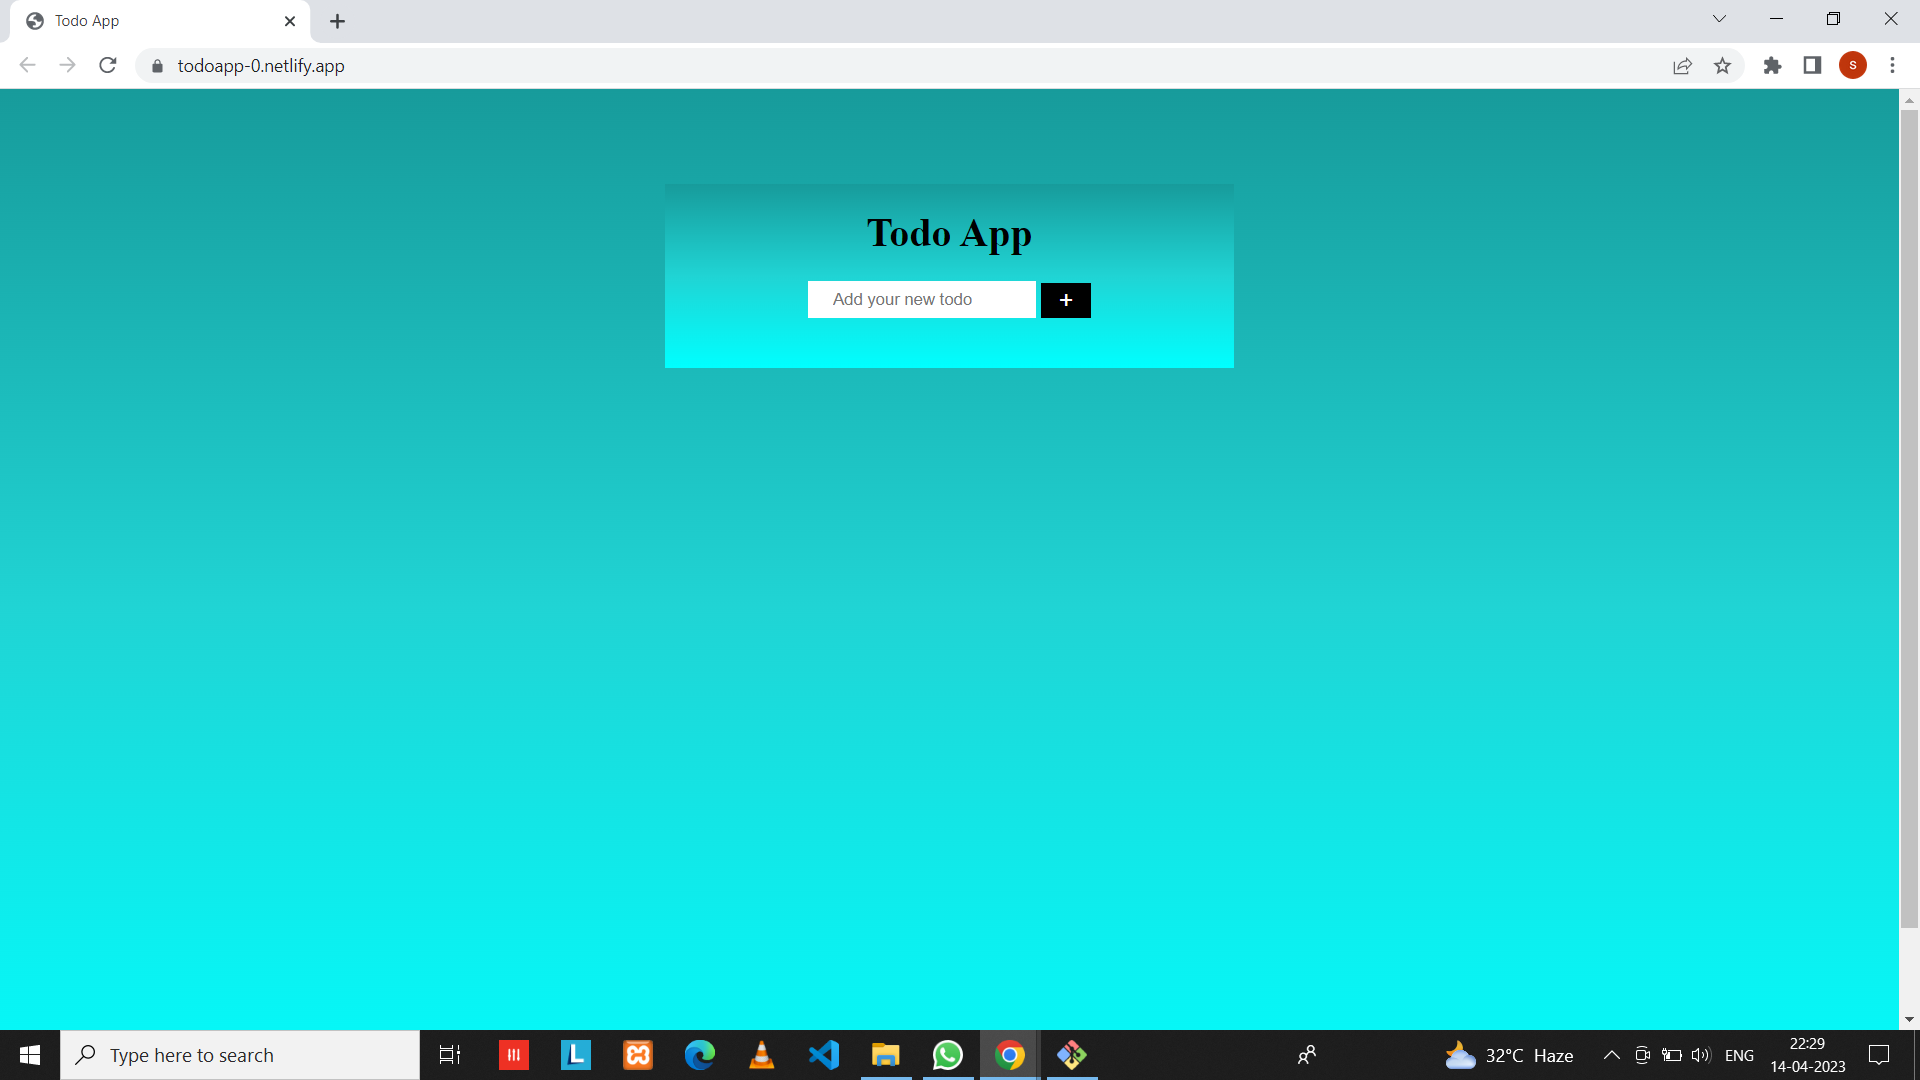 Todo App
todoapp-0.netlify.app
S
Todo App
Add your new todo
+
Type here to search
L
32°C Haze
ENG
22:29
14-04-2023